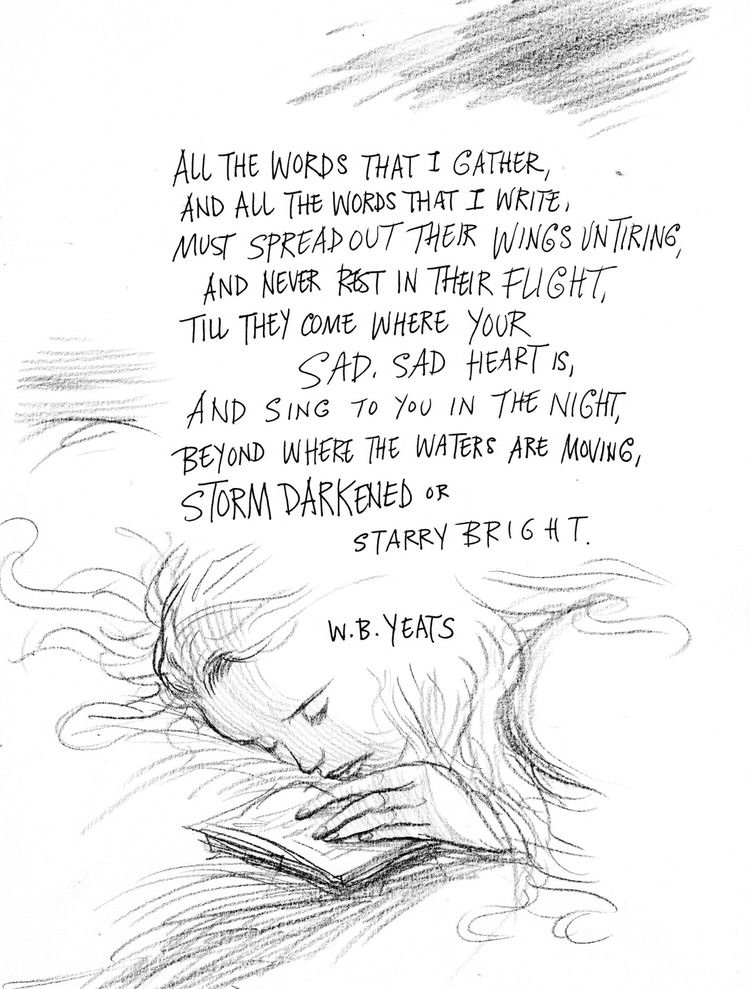 ALL THE WORDS THAT I GATHER,
AND ALL THE WORDS THAT I WRITE,
MUST SPREAD OUT THEIR WINGS UNTIRING,
AND NEVER REST IN THEIR FLIGHT,
TILL THEY COME WHERE YOUR
SAD, SAD HEART IS,
AND SING TO YOU IN THE NIGHT,
BEYOND WHERE THE WATERS ARE MOVING,
STORM DARKENED OR
STARRY BRIGHT.
W.B. YEATS